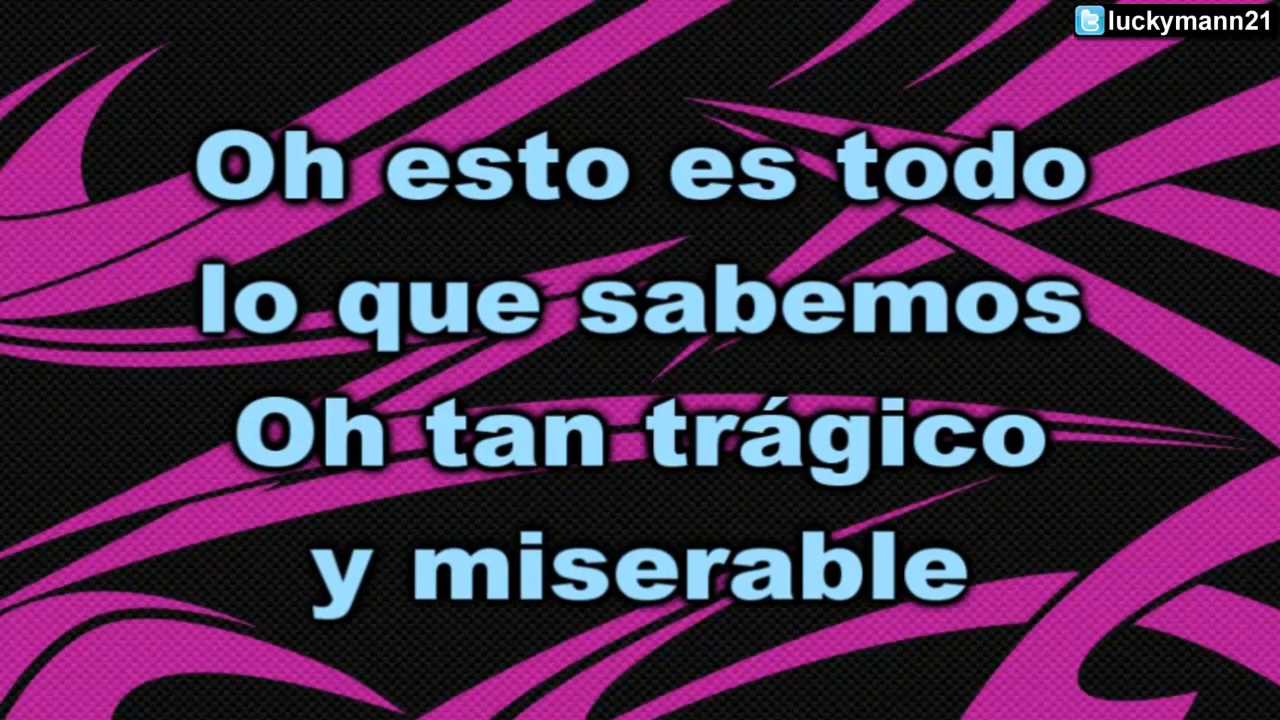 luckymann21
Oh esto es todo
lo que sabemos
Oh tan trágico
y miserable